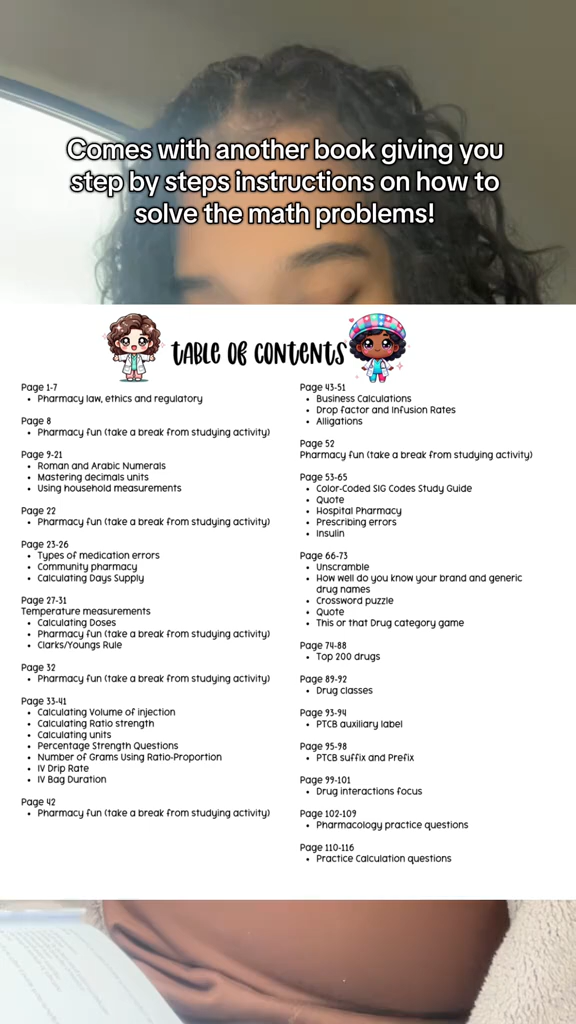 Comes with another book giving you
step by steps instructions on how to
solve the math problems!
TABLE OF CONTENTS
Page 1-7
• Pharmacy law, ethics and regulatory
Page 8
• Pharmacy fun (take a break from studying activity)
Page 9-21
• Roman and Arabic Numerals
• Mastering decimals units
• Using household measurements
Page 22
• Pharmacy fun (take a break from studying activity)
Page 23-26
• Types of medication errors
• Community pharmacy
• Calculating Days Supply
Page 27-31
Temperature measurements
• Calculating Doses
• Pharmacy fun (take a break from studying activity)
• Clarks/Youngs Rule
Page 32
• Pharmacy fun (take a break from studying activity)
Page 33-41
• Calculating Volume of injection
• Calculating Ratio strength
• Calculating units
• Percentage Strength Questions
• Number of Grams Using Ratio-Proportion
• IV Drip Rate
• IV Bag Duration
Page 42
• Pharmacy fun (take a break from studying activity)
Page 43-51
• Business Calculations
• Drop factor and Infusion Rates
• Alligations
Page 52
Pharmacy fun (take a break from studying activity)
Page 53-65
• Color-Coded SIG Codes Study Guide
• Quote
• Hospital Pharmacy
• Prescribing errors
• Insulin
Page 66-73
• Unscramble
• How well do you know your brand and generic
drug names
• Crossword puzzle
• Quote
• This or that Drug category game
Page 74-88
• Top 200 drugs
Page 89-92
• Drug classes
Page 93-94
• PTCB auxiliary label
Page 95-98
• PTCB suffix and Prefix
Page 99-101
• Drug interactions focus
Page 102-109
• Pharmacology practice questions
Page 110-116
• Practice Calculation questions